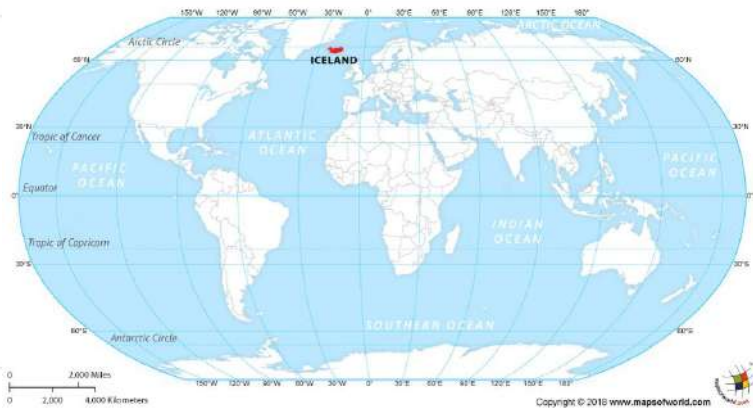 150°W 120°W 90°W 60°W 30°W 0° 30°E 60°E 90°E 120°E 150°E 180°
ARCTIC OCEAN
Arctic Circle
60°N 60°N
ICELAND
30°N 30°N
Tropic of Cancer
ATLANTIC
OCEAN
PACIFIC
OCEAN
PACIFIC
OCEAN
Equator
0° 0°
INDIAN
OCEAN
Tropic of Capricorn
30°S 30°S
SOUTHERN OCEAN
60°S 60°S
Antarctic Circle
150°W 120°W 90°W 60°W 30°W 0° 30°E 60°E 90°E 120°E 150°E 180°
0 2,000 Miles
0 2,000 4,000 Kilometers
Copyright © 2018 www.mapsofworld.com
mapsofworld.com